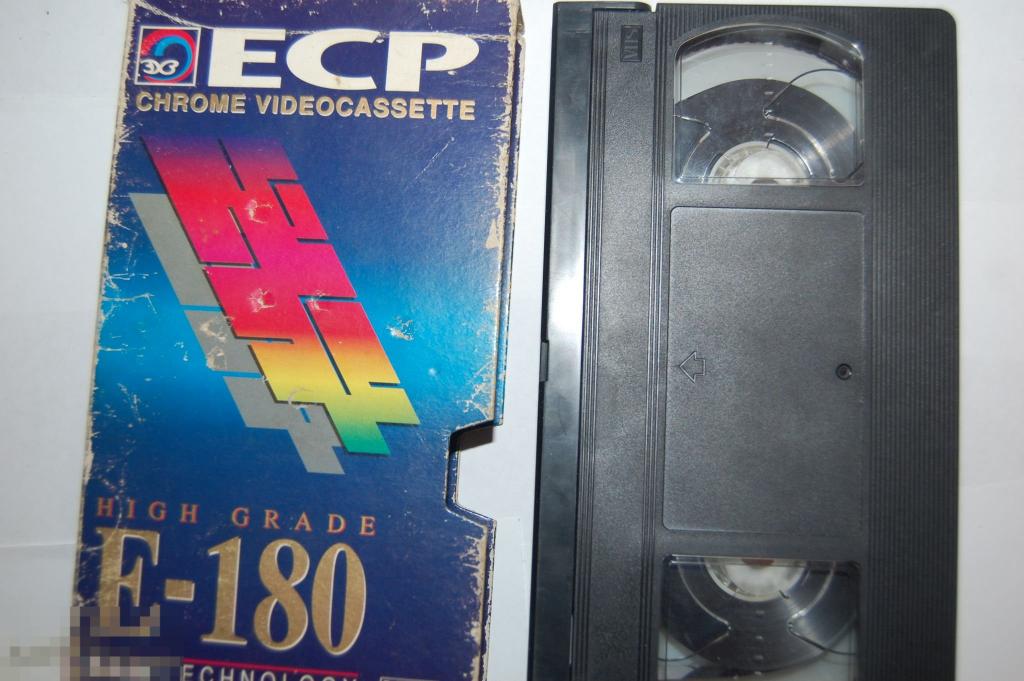 ECP
CHROME VIDEOCASSETTE
HIGH GRADE
E-180